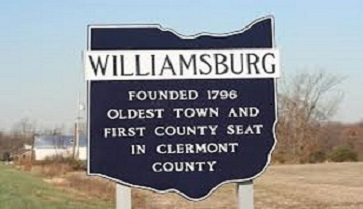 WILLIAMSBURG
FOUNDED 1796
OLDEST TOWN AND
FIRST COUNTY SEAT
IN CLERMONT
COUNTY